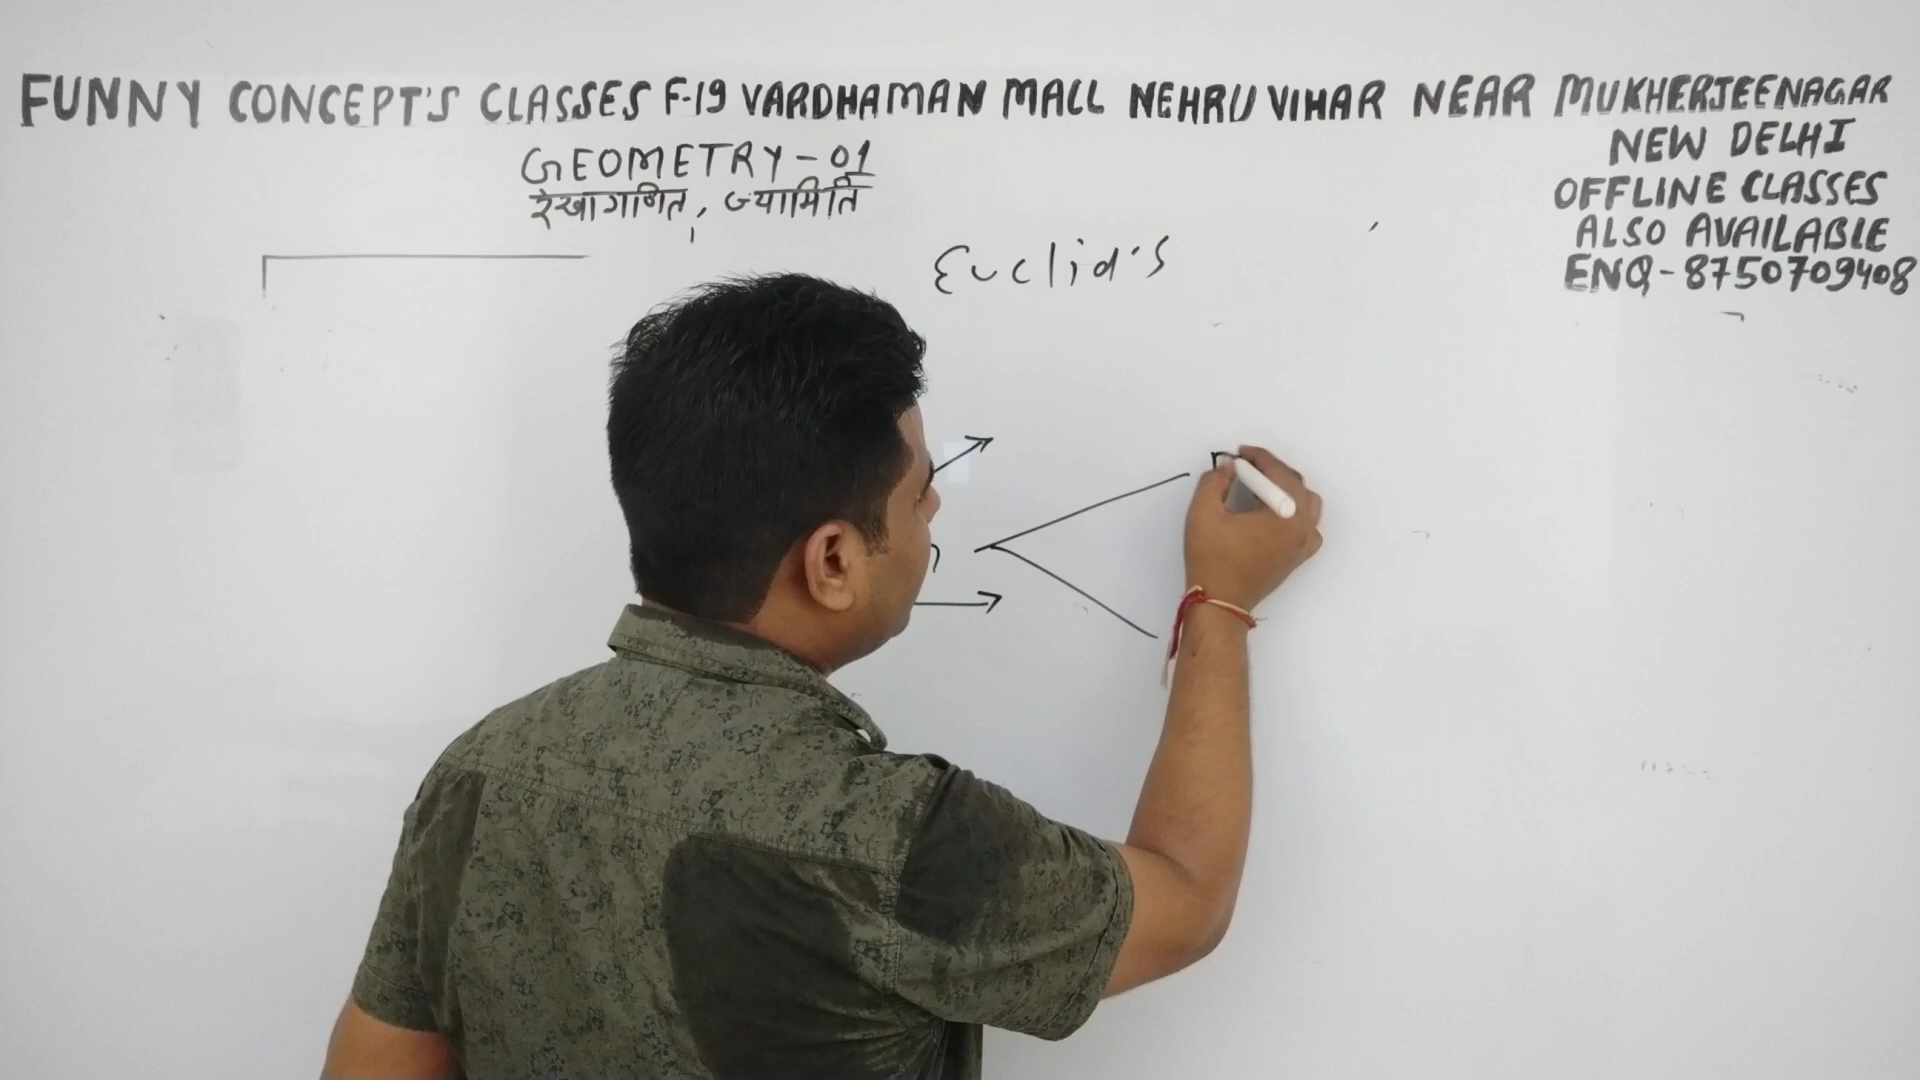 FUNNY CONCEPT'S CLASSES F-19 VARDHAMAN MALL NEHRU VIHAR NEAR MUKHERJEENAGAR
NEW DELHI
OFFLINE CLASSES
ALSO AVAILABLE
ENQ-8750709408
GEOMETRY-01
रेखागणित, ज्यामिति
Euclid's